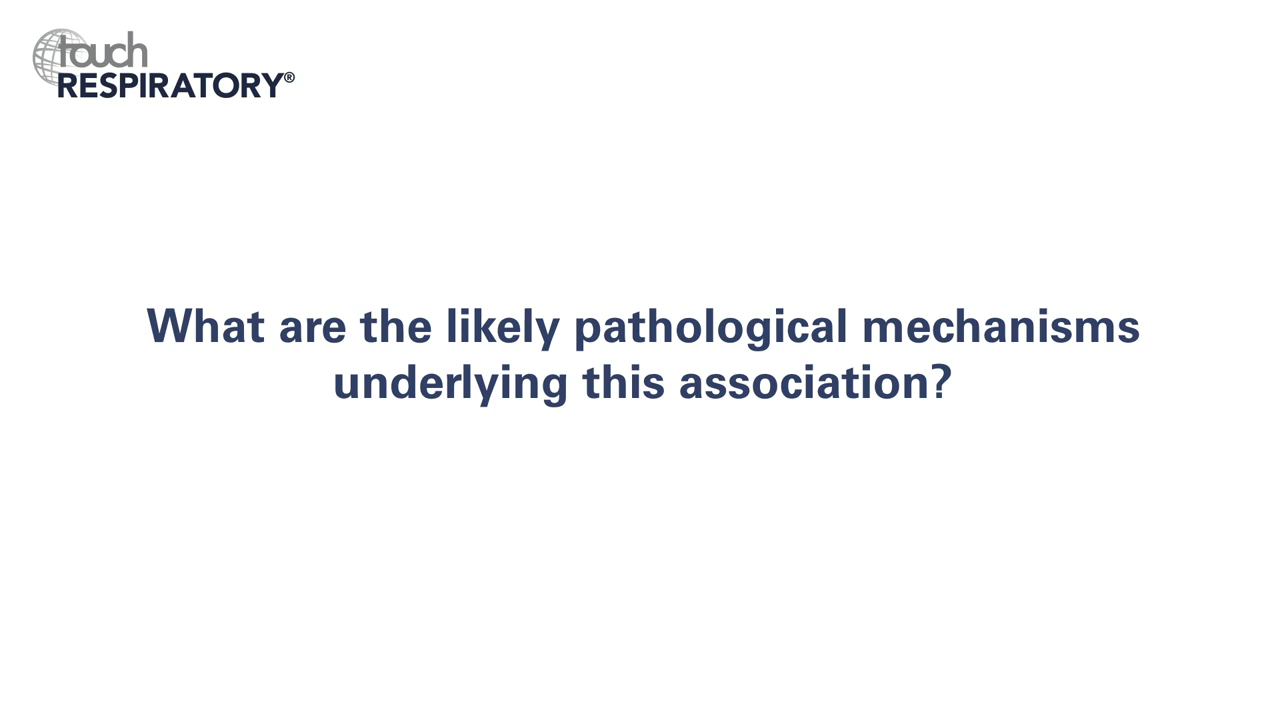 touch
RESPIRATORY®
What are the likely pathological mechanisms
underlying this association?